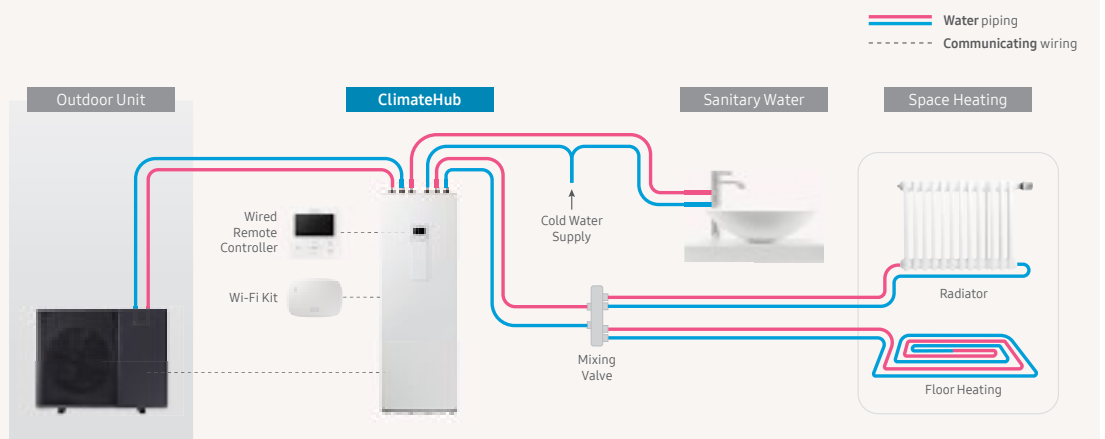 Water piping
Communicating wiring
Outdoor Unit
ClimateHub
Sanitary Water
Space Heating
Wired
Remote
Controller
Wi-Fi Kit
Cold Water
Supply
Mixing
Valve
Radiator
Floor Heating